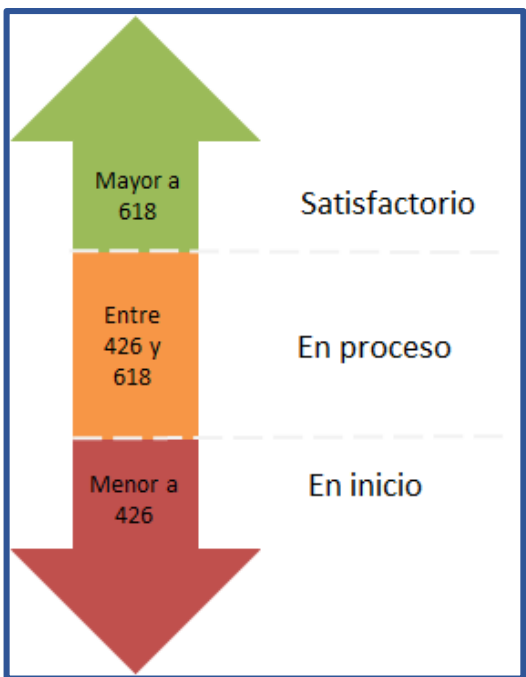 Mayor a
618
Satisfactorio
Entre
426 y
618
En proceso
Menor a
426
En inicio